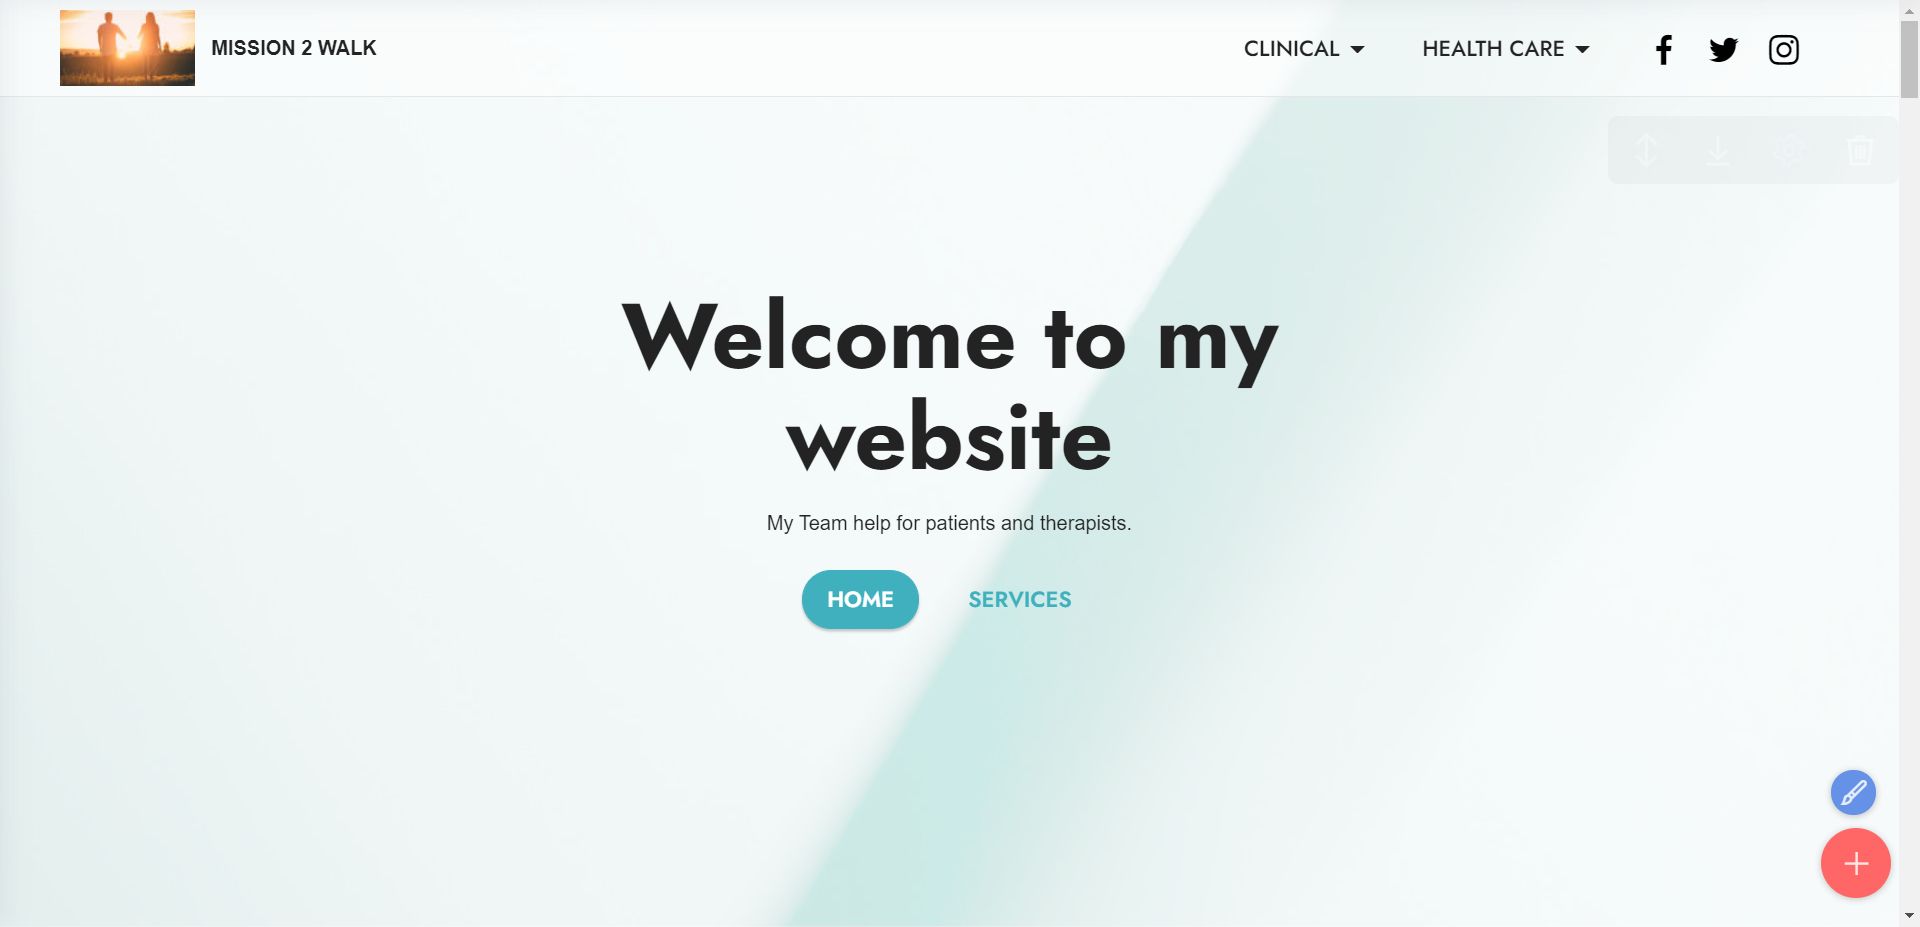 MISSION 2 WALK
CLINICAL
HEALTH CARE
Welcome to my
website
My Team help for patients and therapists.
HOME
SERVICES